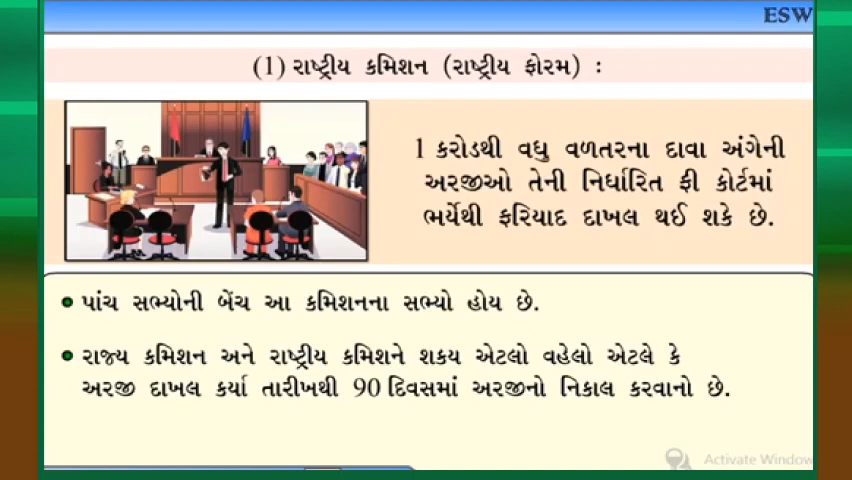 ESW
(1) રાષ્ટ્રીય કમિશન (રાષ્ટ્રીય ફોરમ) :
1 કરોડથી વધુ વળતરના દાવા અંગેની
અરજીઓ તેની નિર્ધારિત ફી કોર્ટમાં
ભર્યેથી ફરિયાદ દાખલ થઈ શકે છે.
પાંચ સભ્યોની બેંચ આ કમિશનના સભ્યો હોય છે.
રાજ્ય કમિશન અને રાષ્ટ્રીય કમિશને શકય એટલો વહેલો એટલે કે
અરજી દાખલ કર્યા તારીખથી 90 દિવસમાં અરજીનો નિકાલ કરવાનો છે.
Activate Window